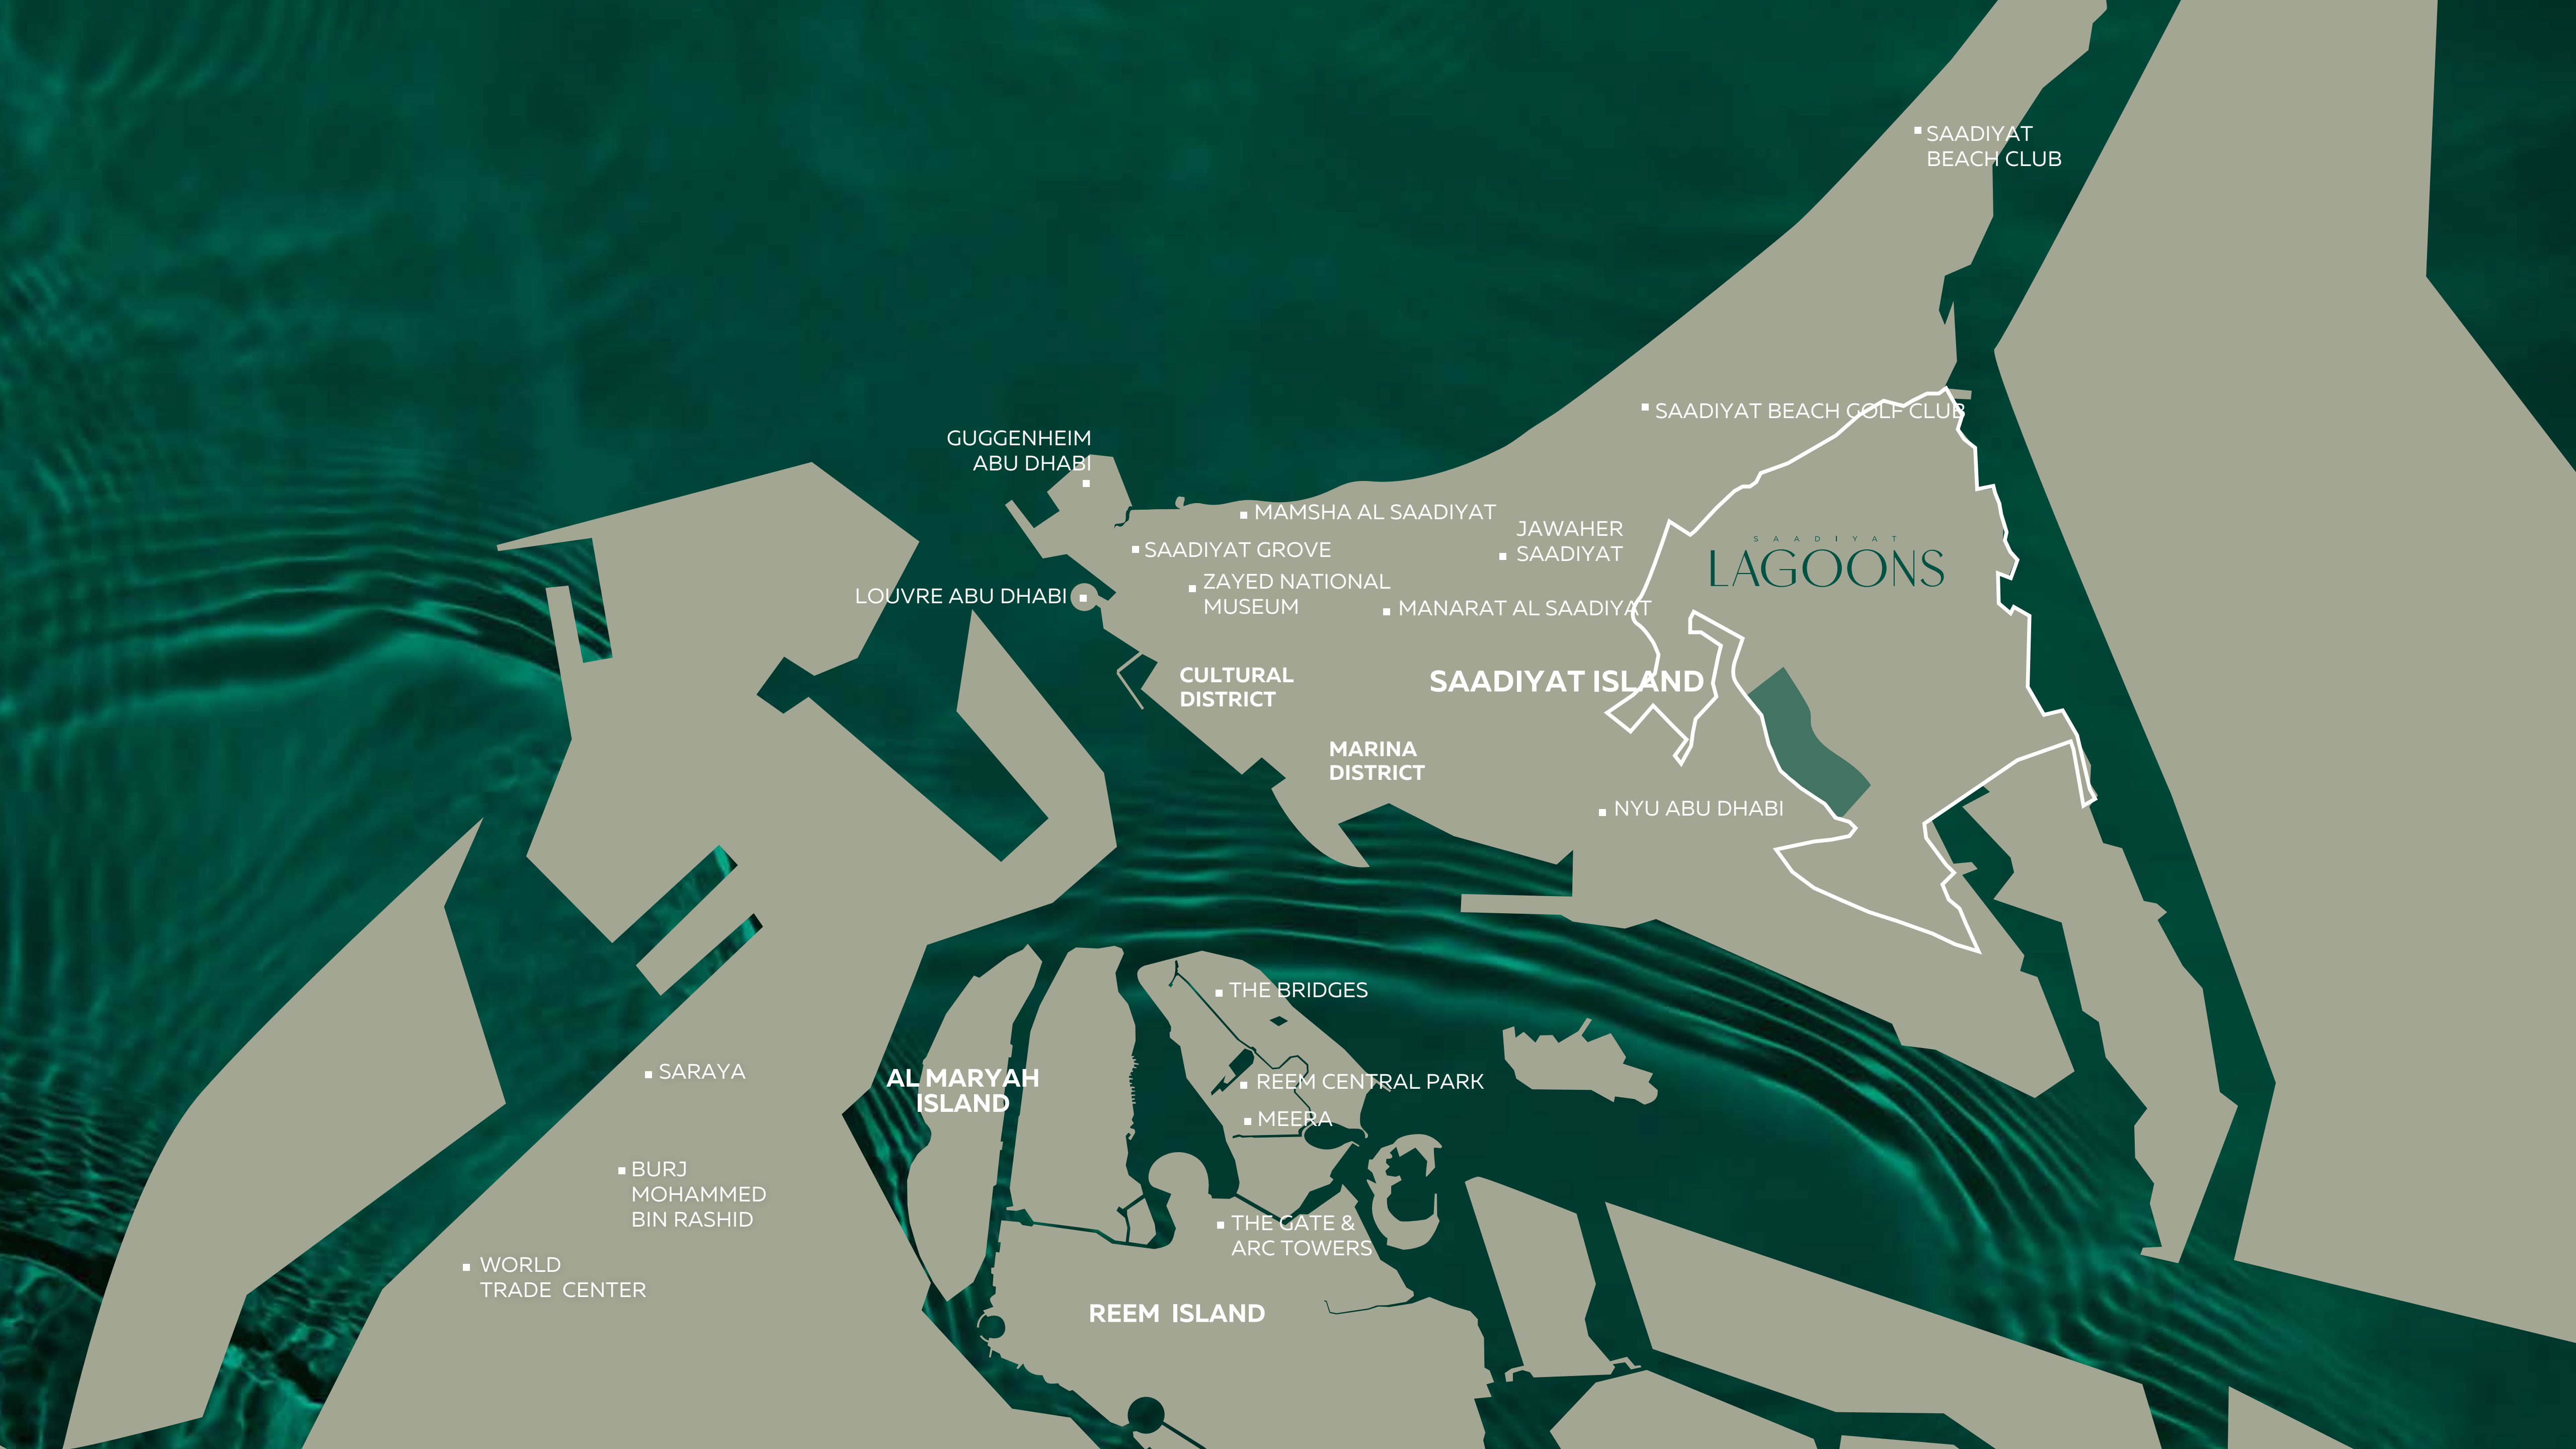 SAADIYAT
BEACH CLUB
SAADIYAT BEACH GOLF CLUB
GUGGENHEIM
ABU DHABI
MAMSHA AL SAADIYAT
JAWAHER
SAADIYAT
SAADIYAT
LAGOONS
SAADIYAT GROVE
ZAYED NATIONAL
MUSEUM
LOUVRE ABU DHABI
MANARAT AL SAADIYAT
CULTURAL
DISTRICT
SAADIYAT ISLAND
MARINA
DISTRICT
NYU ABU DHABI
THE BRIDGES
SARAYA
AL MARYAH
ISLAND
REEM CENTRAL PARK
MEERA
BURJ
MOHAMMED
BIN RASHID
THE GATE &
ARC TOWERS
WORLD
TRADE CENTER
REEM ISLAND